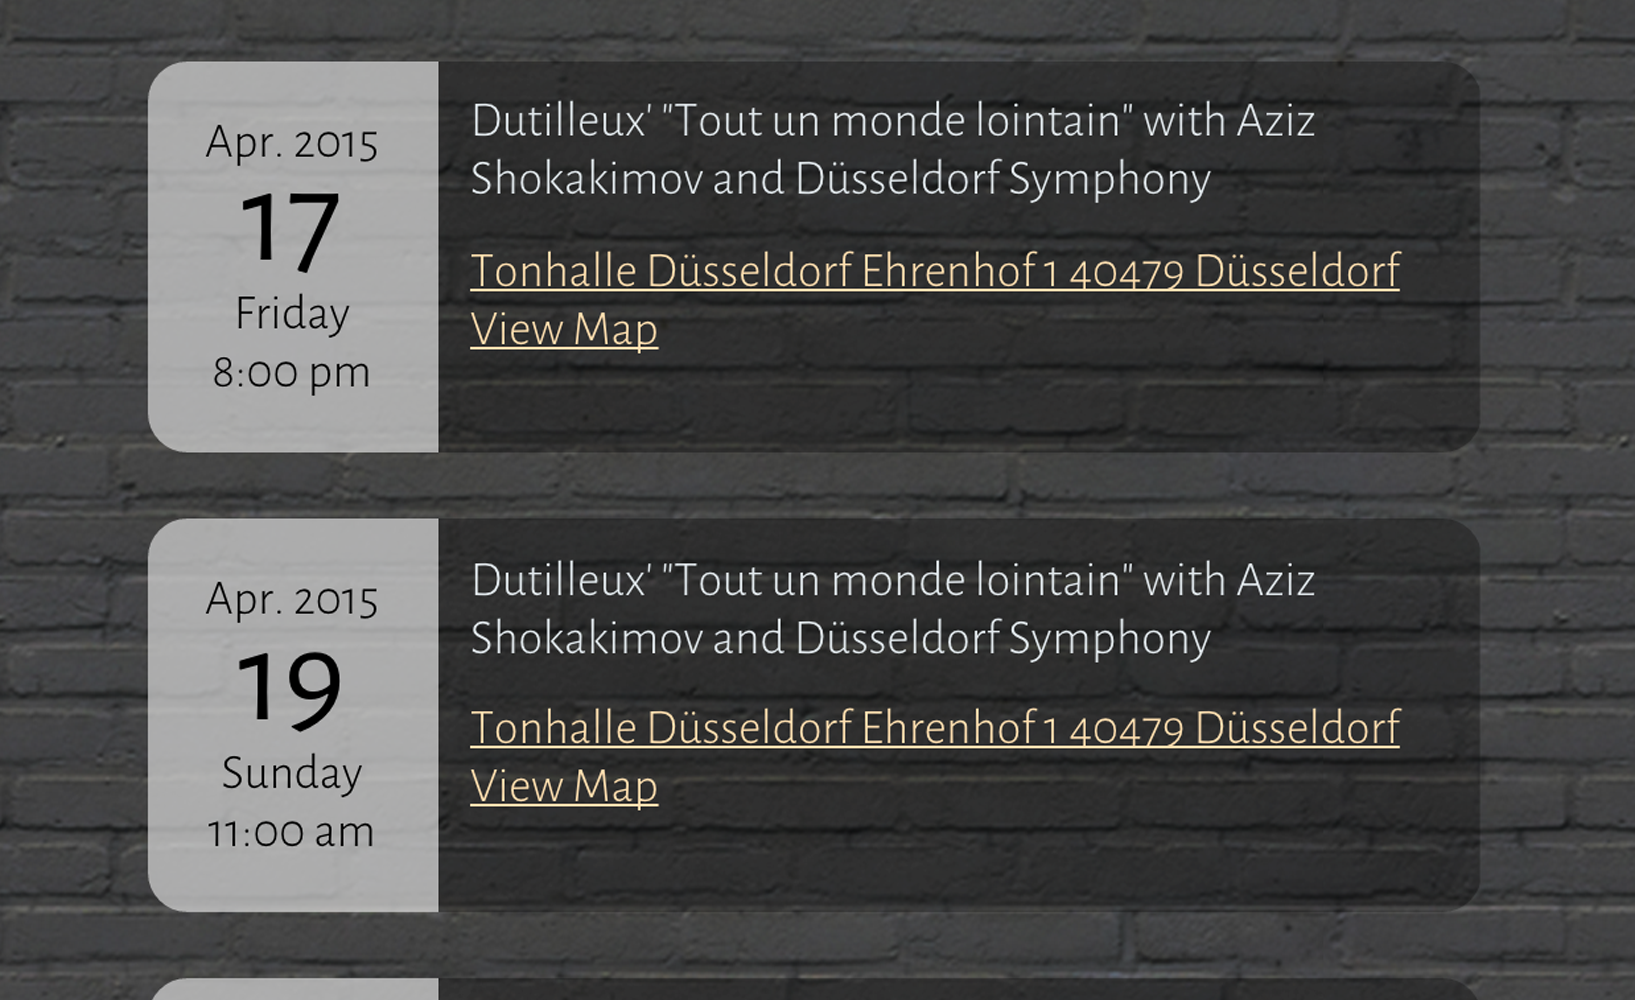 Apr. 2015
17
Friday
8:00 pm
Dutilleux' "Tout un monde lointain" with Aziz
Shokakimov and Düsseldorf Symphony
Tonhalle Düsseldorf Ehrenhof 1 40479 Düsseldorf
View Map
Apr. 2015
19
Sunday
11:00 am
Dutilleux' "Tout un monde lointain" with Aziz
Shokakimov and Düsseldorf Symphony
Tonhalle Düsseldorf Ehrenhof 1 40479 Düsseldorf
View Map